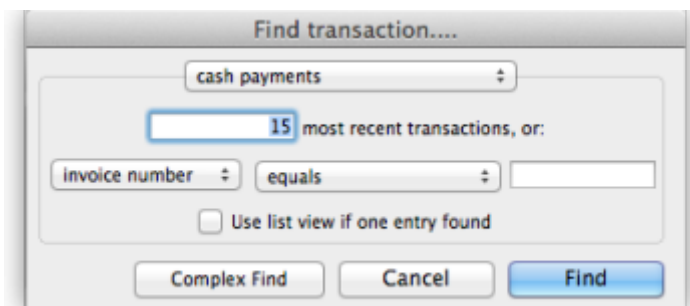 Find transaction....
cash payments
15 most recent transactions, or:
invoice number equals
Use list view if one entry found
Complex Find Cancel Find